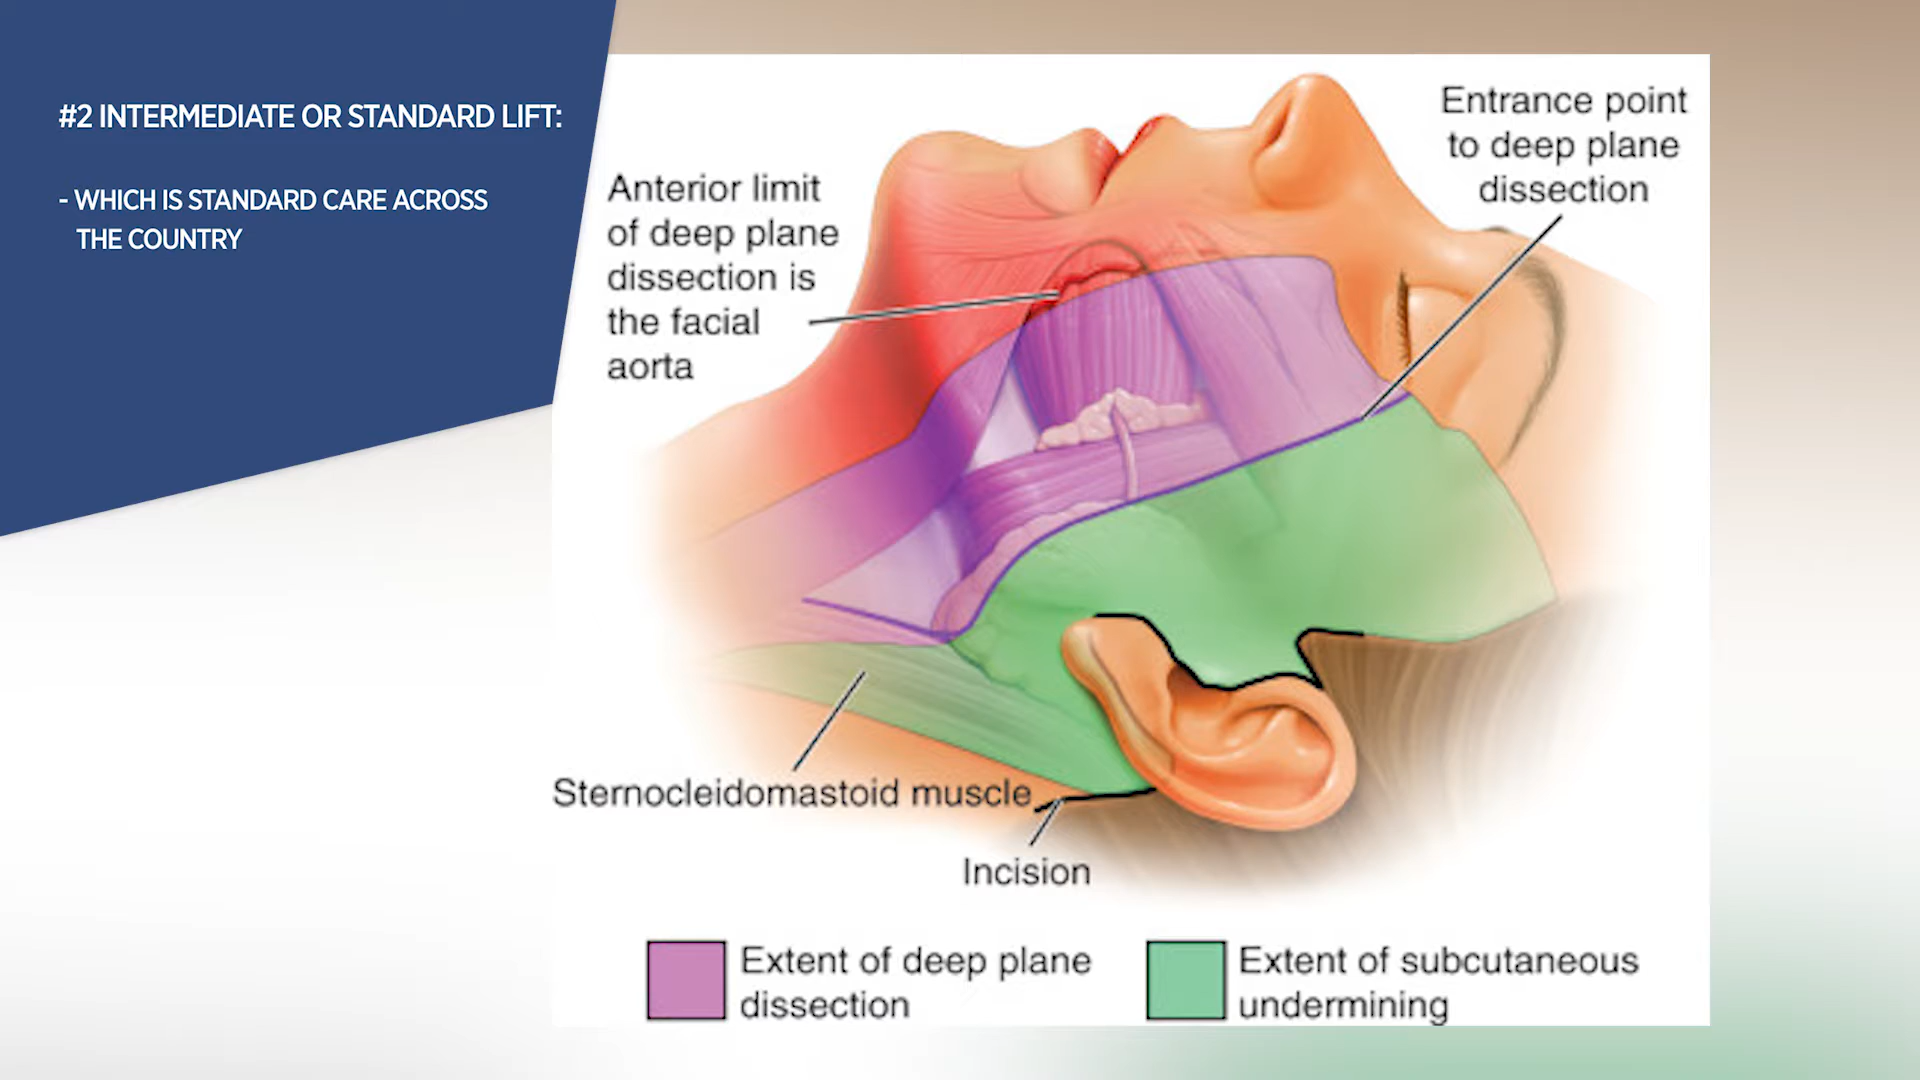 #2 INTERMEDIATE OR STANDARD LIFT:
- WHICH IS STANDARD CARE ACROSS
THE COUNTRY
Anterior limit
of deep plane
dissection is
the facial
aorta
Entrance point
to deep plane
dissection
Sternocleidomastoid muscle
Incision
Extent of deep plane
dissection
Extent of subcutaneous
undermining